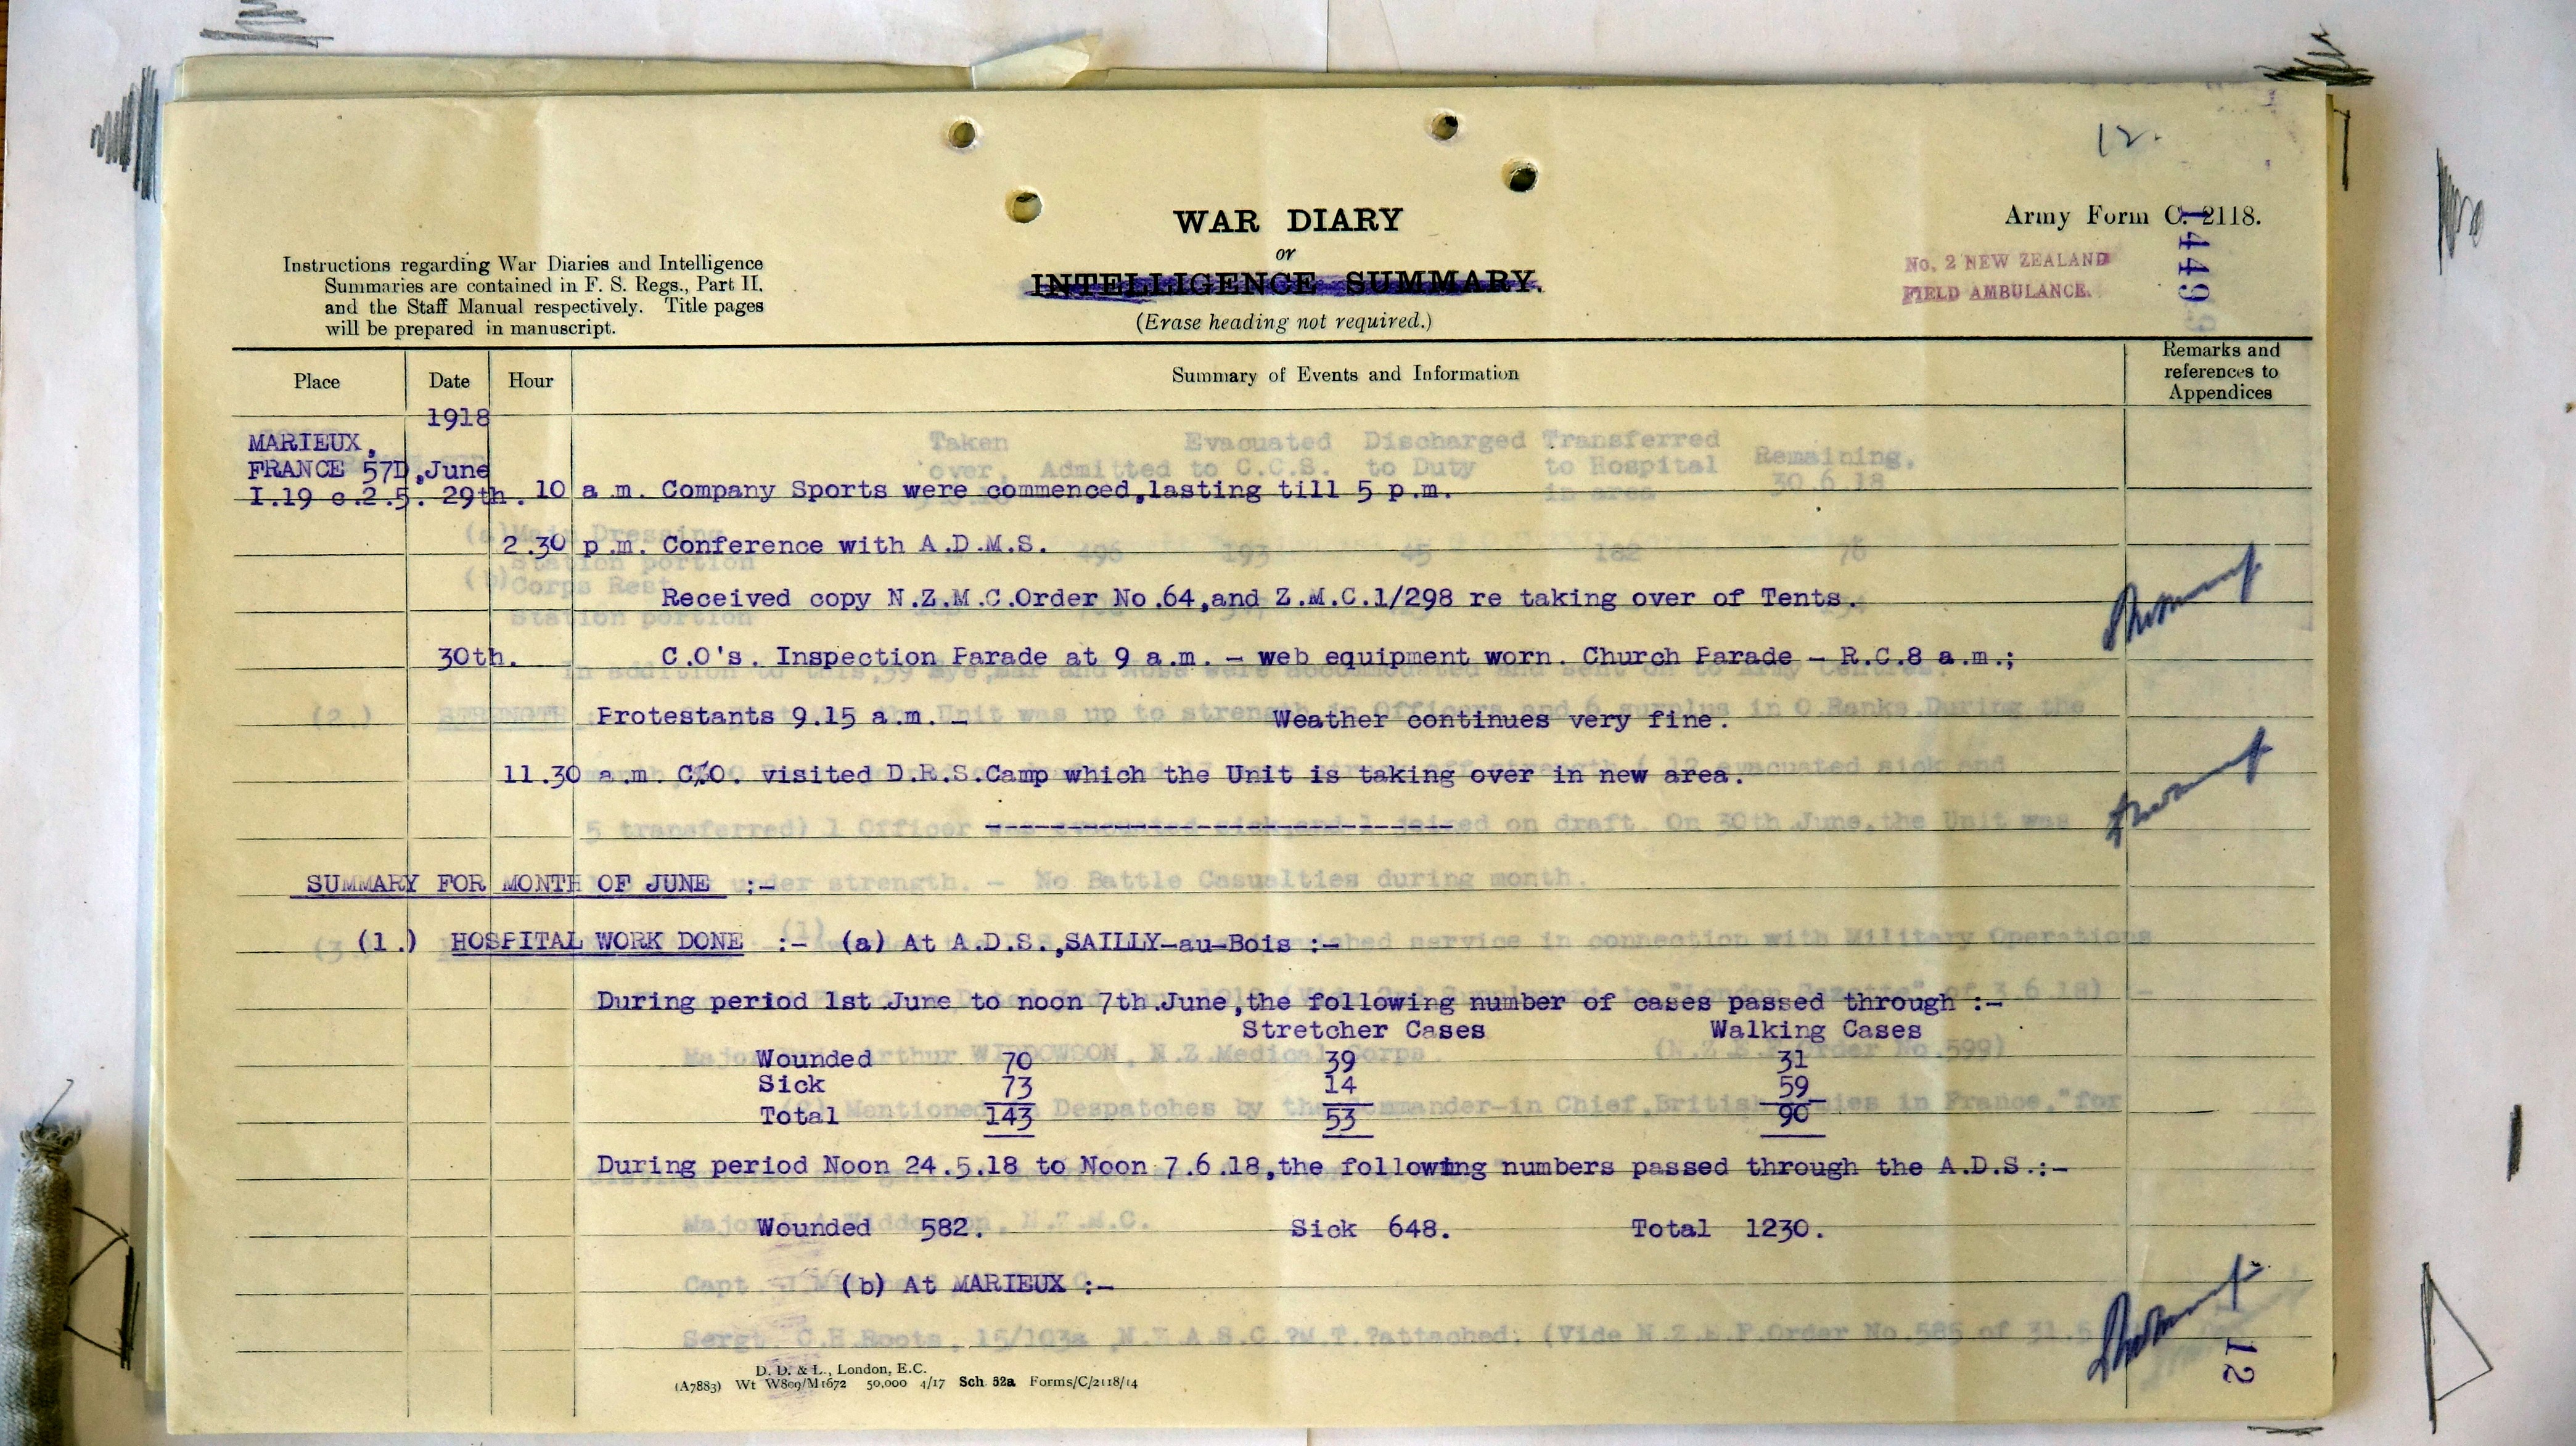 12.
WAR DIARY
Army Form C. 2118.
or
INTELLIGENCE SUMMARY.
(Erase heading not required.)
Instructions regarding War Diaries and Intelligence
Summaries are contained in F. S. Regs., Part II.
and the Staff Manual respectively. Title pages
will be prepared in manuscript.
No. 2 NEW ZEALAND
FIELD AMBULANCE.
1449
Place Date Hour Summary of Events and Information Remarks and references to Appendices
1918
MARIEUX,
FRANCE 57D, June
I.19 c.2.5. 29th. 10 a m. Company Sports were commenced, lasting till 5 p.m.
2.30 p.m. Conference with A.D.M.S.
Received copy N.Z.M.C.Order No.64,and Z.M.C.1/298 re taking over of Tents.
30th. C.O's. Inspection Parade at 9 a.m. - web equipment worn. Church Parade - R.C.8 a.m.;
Protestants 9.15 a.m. - Weather continues very fine.
11.30 a.m. C.O. visited D.R.S.Camp which the Unit is taking over in new area.
SUMMARY FOR MONTH OF JUNE :-
(1.) HOSPITAL WORK DONE :- (a) At A.D.S.,SAILLY-au-Bois :-
During period 1st June to noon 7th June,the following number of cases passed through :-
Stretcher Cases Walking Cases
Wounded 70 39 31
Sick 73 14 59
Total 143 53 90
During period Noon 24.5.18 to Noon 7.6.18,the following numbers passed through the A.D.S.:-
Wounded 582. Sick 648. Total 1230.
(b) At MARIEUX :-
12
D. D. & L., London, E.C.
(A7883) Wt W809/M1672 50,000 4/17 Sch 52a Forms/C/2118/14